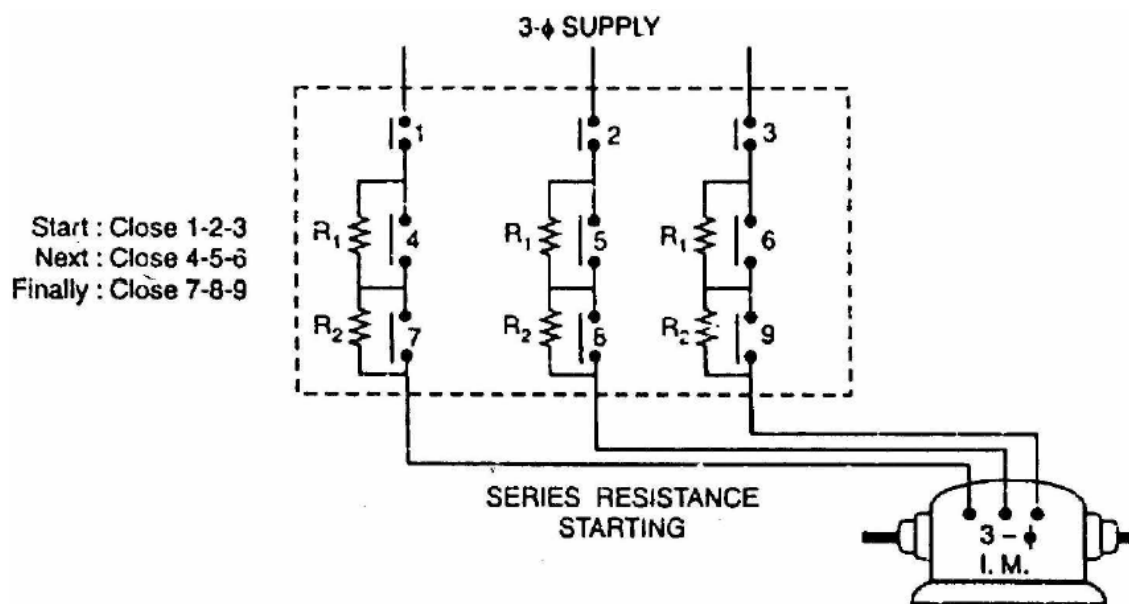 3-ϕ SUPPLY
1 2 3
Start : Close 1-2-3
Next : Close 4-5-6
Finally : Close 7-8-9
R₁ 4 R₁ 5 R₁ 6
R₂ 7 R₂ 8 R₂ 9
SERIES RESISTANCE
STARTING
3 – ϕ
I. M.